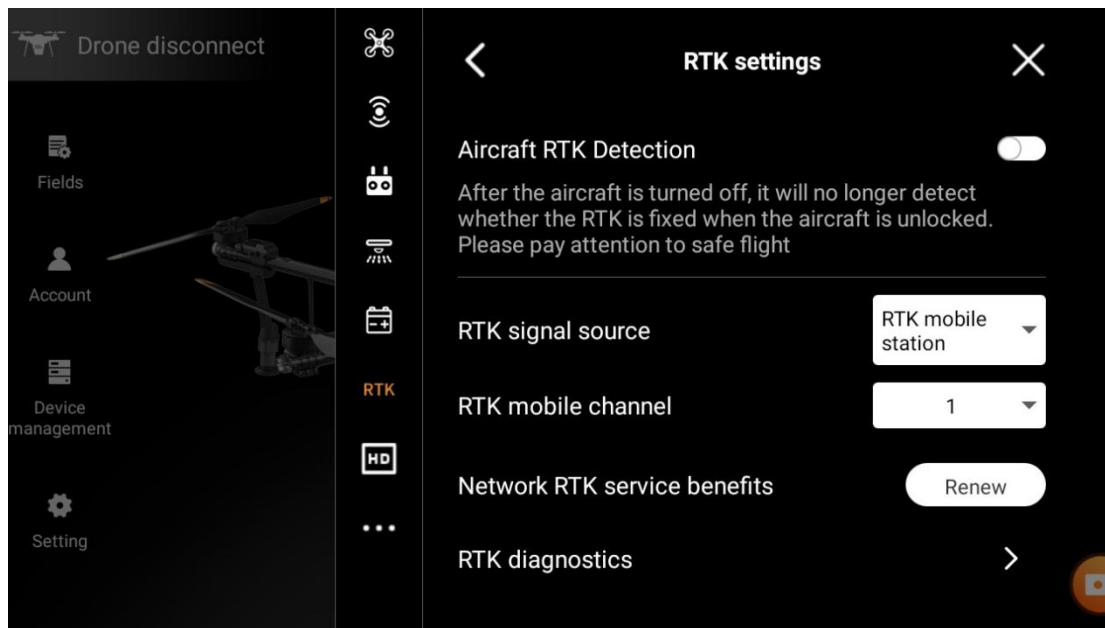 Drone disconnect
Fields
Account
Device
management
Setting
RTK
HD
RTK settings
Aircraft RTK Detection
After the aircraft is turned off, it will no longer detect
whether the RTK is fixed when the aircraft is unlocked.
Please pay attention to safe flight
RTK signal source
RTK mobile
station
RTK mobile channel
1
Network RTK service benefits
Renew
RTK diagnostics